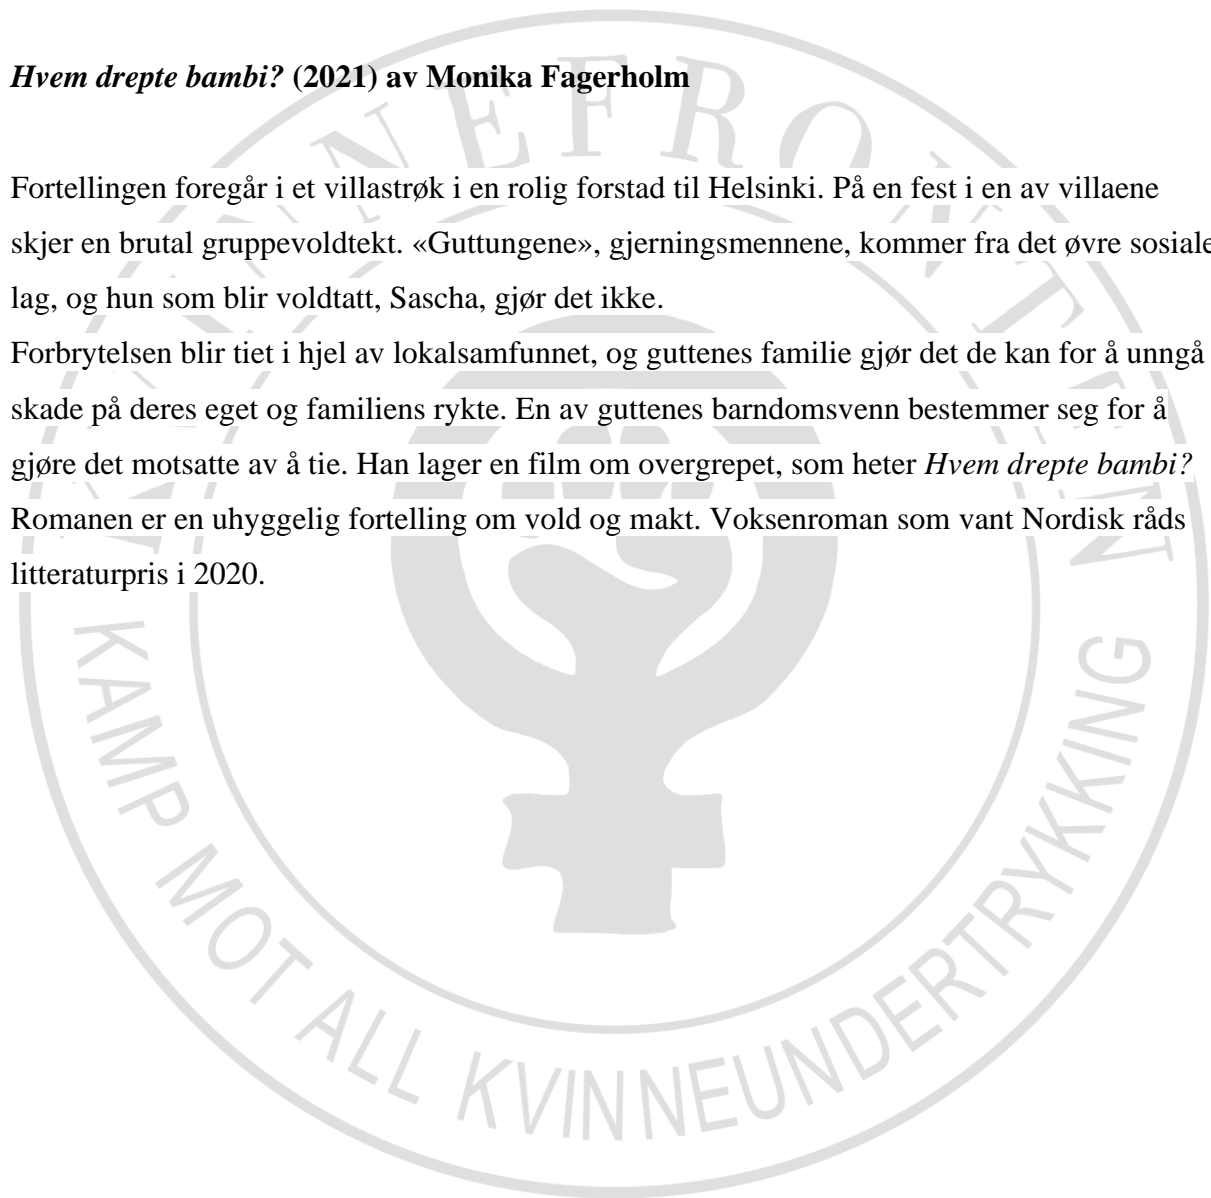 Hvem drepte bambi? (2021) av Monika Fagerholm
Fortellingen foregår i et villastrøk i en rolig forstad til Helsinki. På en fest i en av villaene
skjer en brutal gruppevoldtekt. «Guttungene», gjerningsmennene, kommer fra det øvre sosiale
lag, og hun som blir voldtatt, Sascha, gjør det ikke.
Forbrytelsen blir tiet i hjel av lokalsamfunnet, og guttenes familie gjør det de kan for å unngå
skade på deres eget og familiens rykte. En av guttenes barndomsvenn bestemmer seg for å
gjøre det motsatte av å tie. Han lager en film om overgrepet, som heter Hvem drepte bambi?
Romanen er en uhyggelig fortelling om vold og makt. Voksenroman som vant Nordisk råds
litteraturpris i 2020.
KVINNEFRONTEN
KAMP MOT ALL KVINNEUNDERTRYKKING